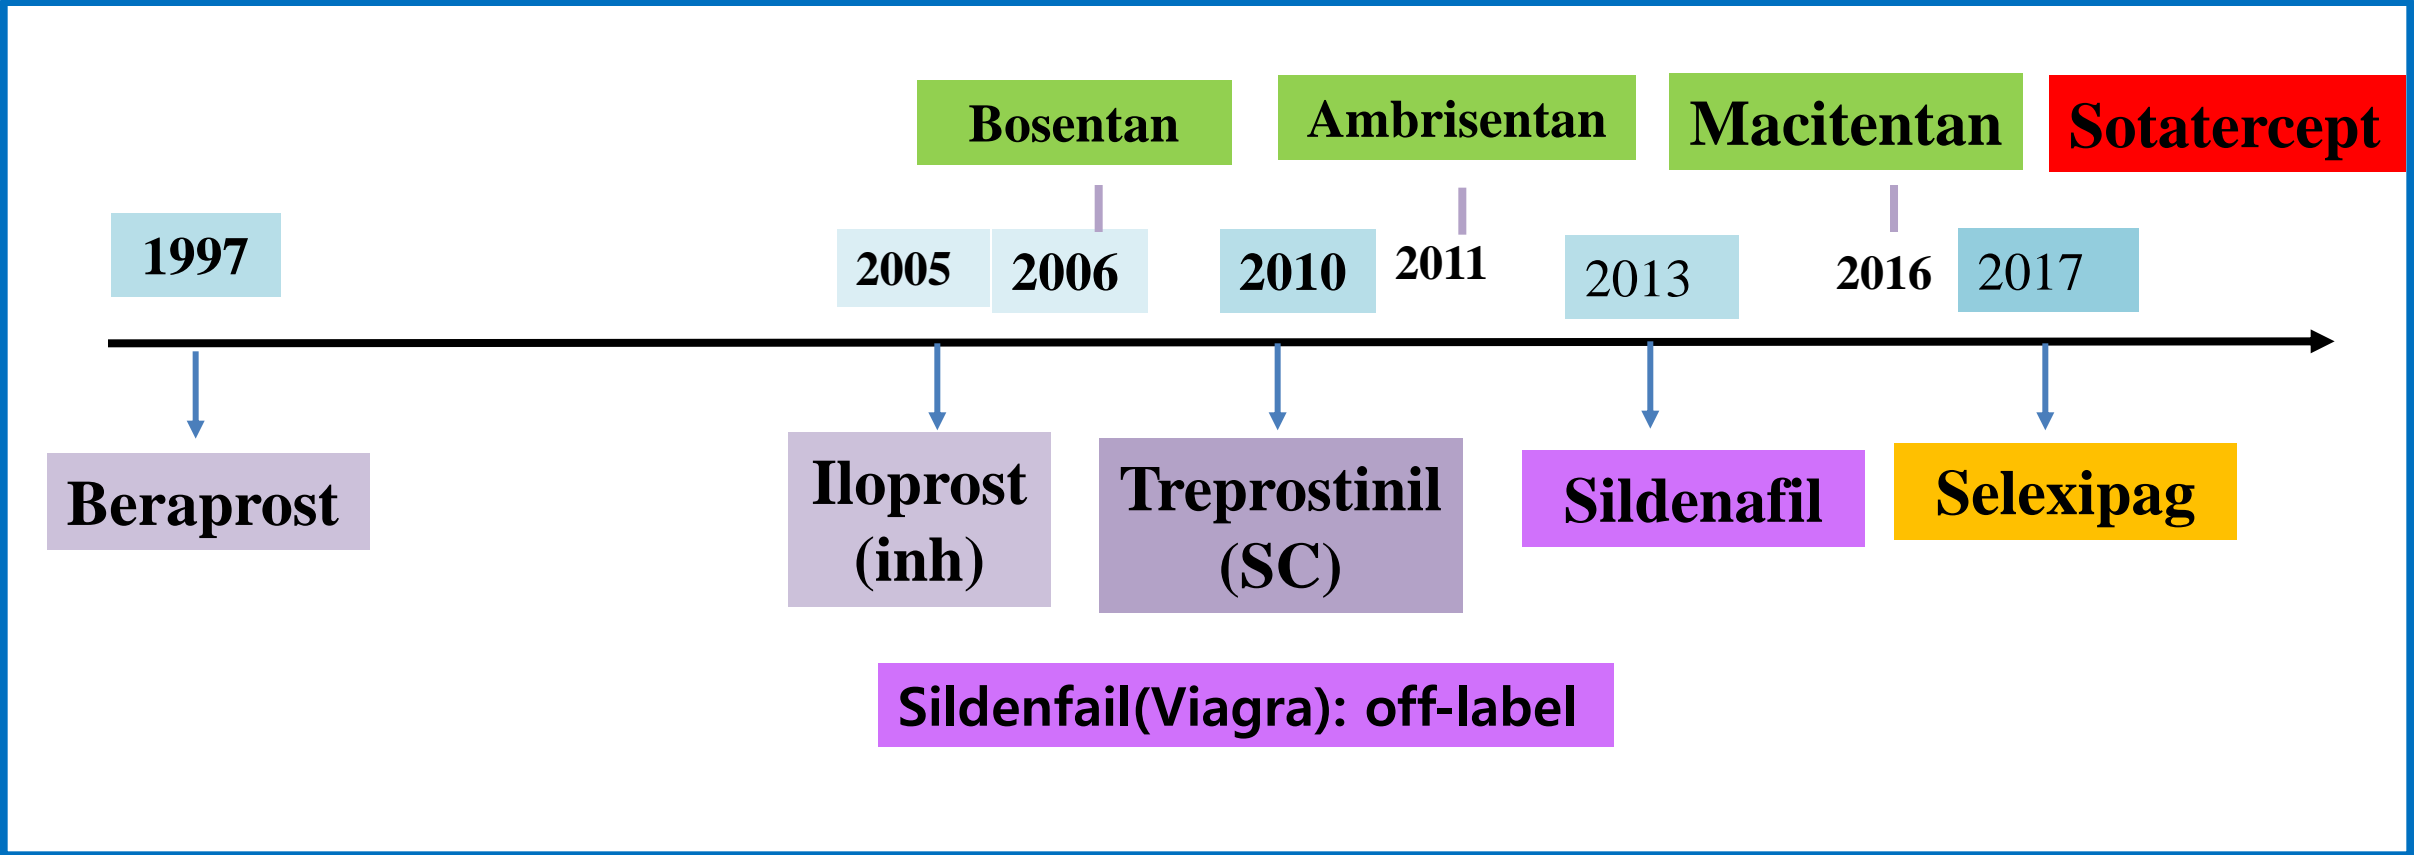 Bosentan
Ambrisentan
Macitentan
Sotatercept
1997
2005
2006
2010
2011
2013
2016
2017
Beraprost
Iloprost
(inh)
Treprostinil
(SC)
Sildenafil
Selexipag
Sildenfail(Viagra): off-label